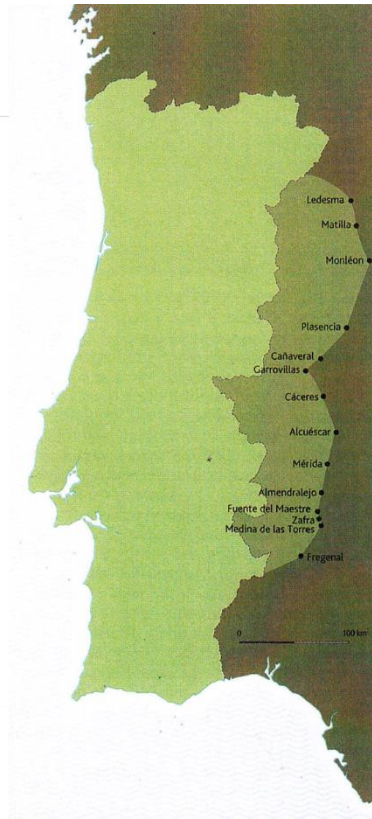 Ledesma
Matilla
Monléon
Plasencia
Cañaveral
Garrovillas
Cáceres
Alcuéscar
Mérida
Almendralejo
Fuente del Maestre
Zafra
Medina de las Torres
Fregenal
0 100 km